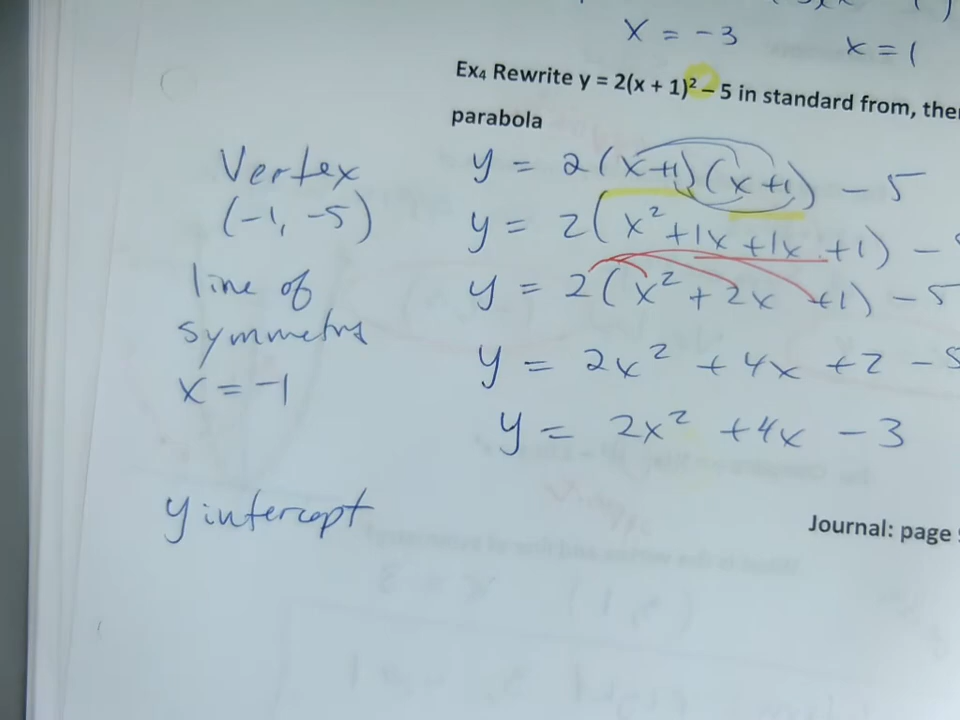 x = -3 x = 1
Ex4 Rewrite y = 2(x + 1)² – 5 in standard from, then
parabola
y = 2(x+1)(x+1) - 5
y = 2(x² +1x +1x +1) -
y = 2(x² + 2x +1) - 5
y = 2x² + 4x + 2 - 5
y = 2x² + 4x - 3
Vertex
(-1, -5)
line of
symmetry
x = -1
y intercept
Journal: page